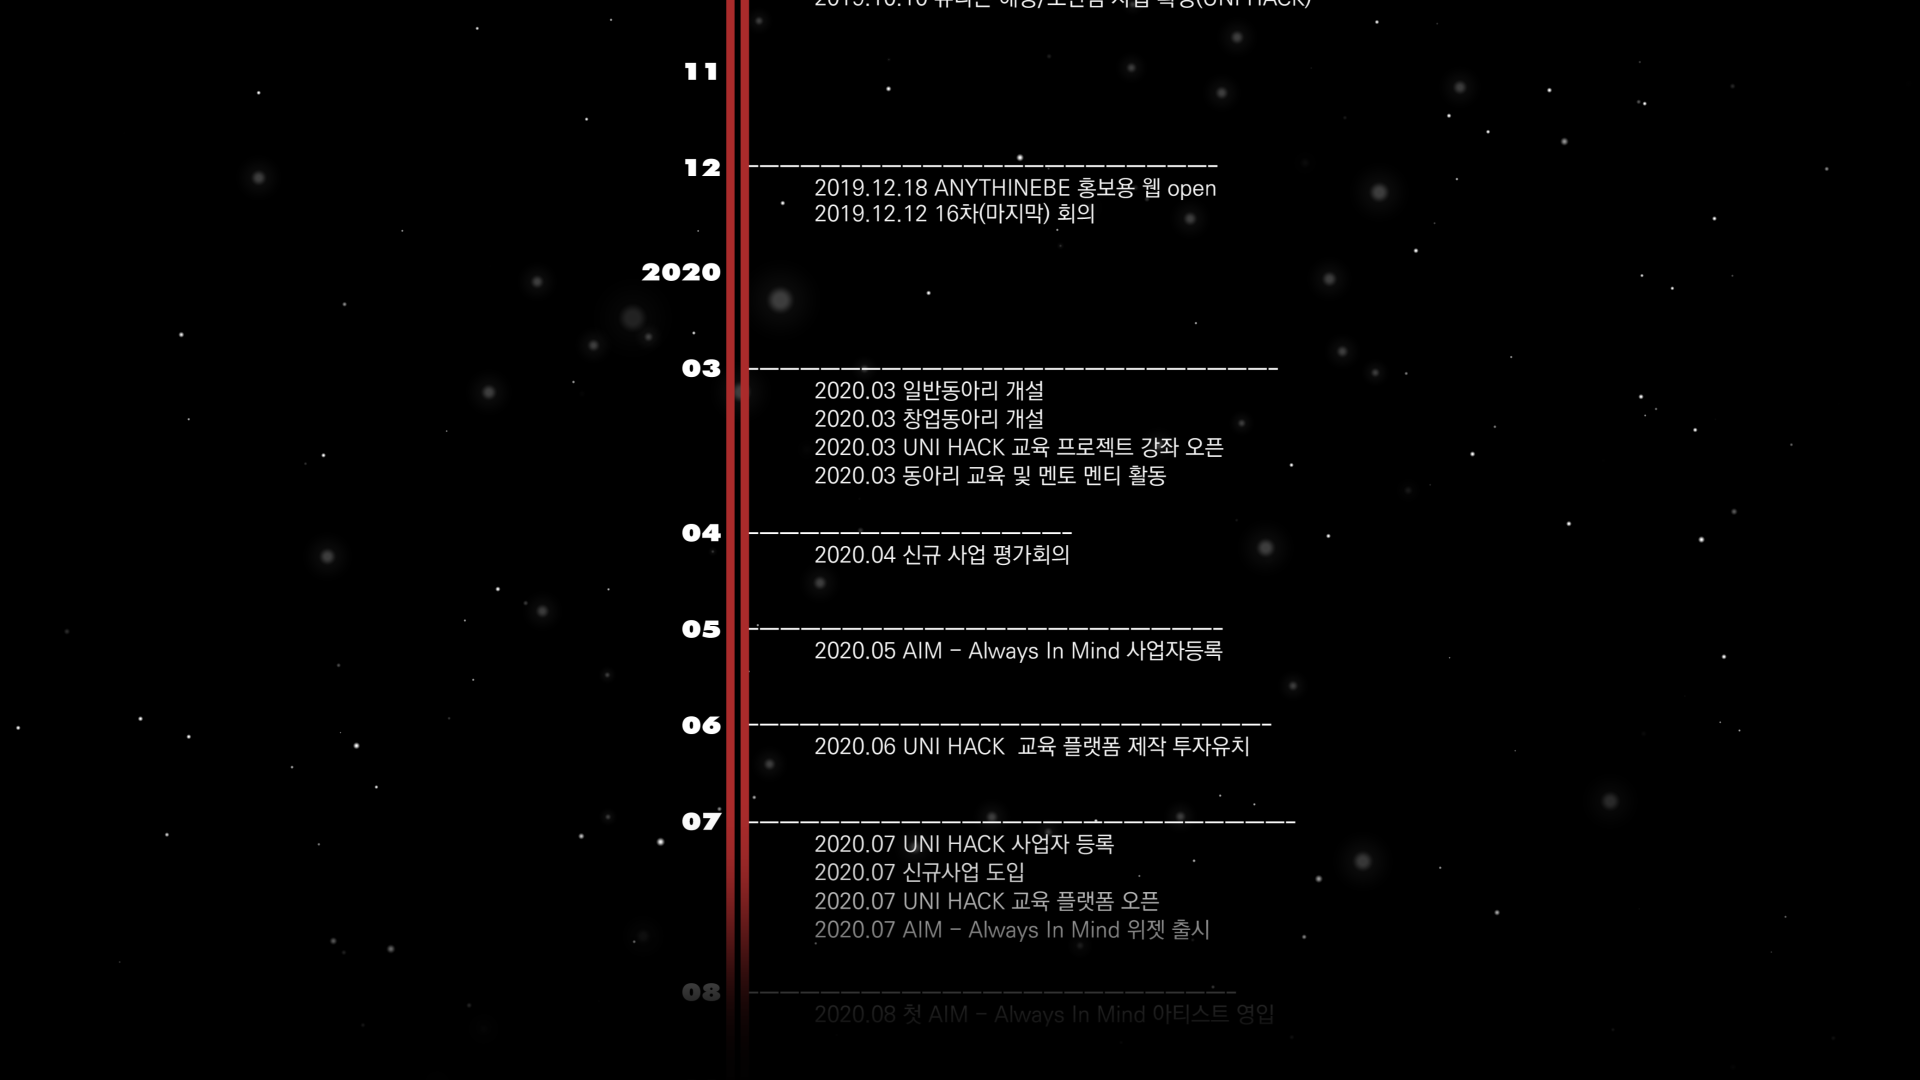 11
12
2019.12.18 ANYTHINEBE 홍보용 웹 open
2019.12.12 16차(마지막) 회의
2020
03
2020.03 일반동아리 개설
2020.03 창업동아리 개설
2020.03 UNI HACK 교육 프로젝트 강좌 오픈
2020.03 동아리 교육 및 멘토 멘티 활동
04
2020.04 신규 사업 평가회의
05
2020.05 AIM - Always In Mind 사업자등록
06
2020.06 UNI HACK 교육 플랫폼 제작 투자유치
07
2020.07 UNI HACK 사업자 등록
2020.07 신규사업 도입
2020.07 UNI HACK 교육 플랫폼 오픈
2020.07 AIM - Always In Mind 위젯 출시
08
2020.08 첫 AIM - Always In Mind 아티스트 영입